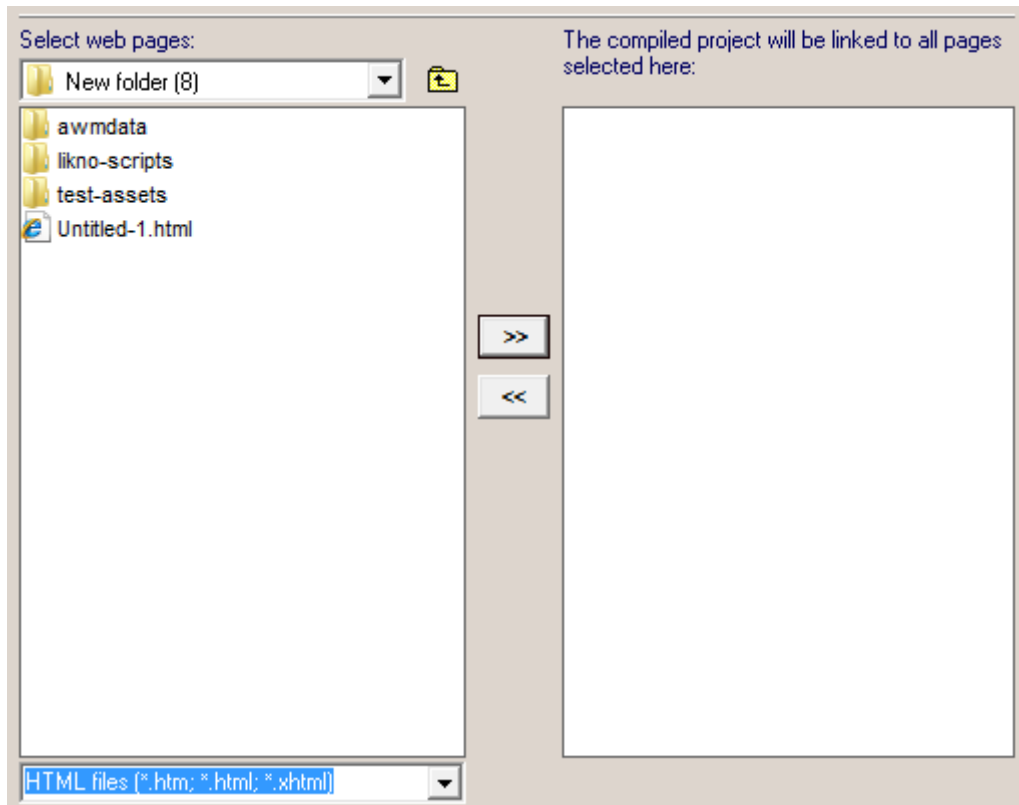 Select web pages:
The compiled project will be linked to all pages
selected here:
New folder (8)
awmdata
likno-scripts
test-assets
Untitled-1.html
>>
<<
HTML files (*.htm; *.html; *.xhtml)